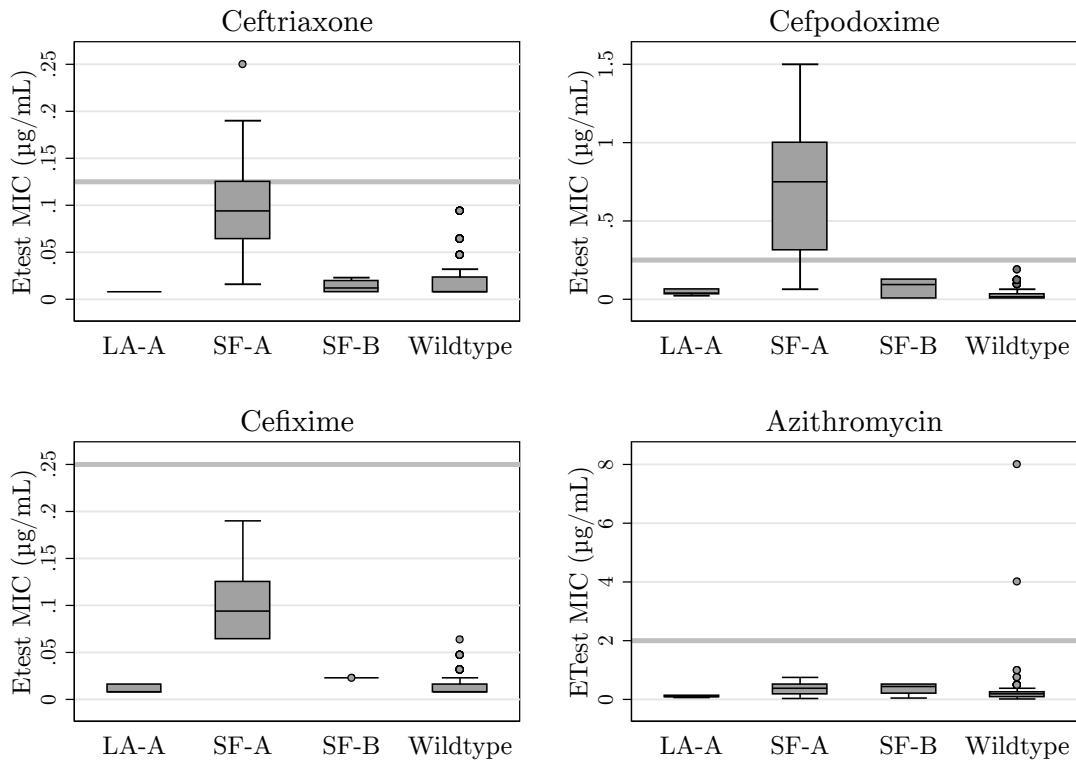 Ceftriaxone
Etest MIC (µg/mL)
.25
.2
.15
.1
.05
0
LA-A SF-A SF-B Wildtype
Cefpodoxime
Etest MIC (µg/mL)
1.5
1
.5
0
LA-A SF-A SF-B Wildtype
Cefixime
Etest MIC (µg/mL)
.25
.2
.15
.1
.05
0
LA-A SF-A SF-B Wildtype
Azithromycin
ETest MIC (µg/mL)
8
6
4
2
0
LA-A SF-A SF-B Wildtype